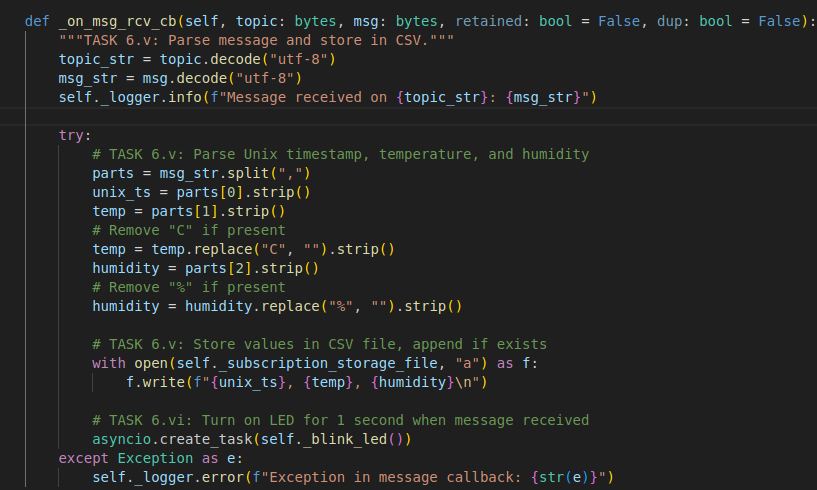 def _on_msg_rcv_cb(self, topic: bytes, msg: bytes, retained: bool = False, dup: bool = False):
    """TASK 6.v: Parse message and store in CSV."""
    topic_str = topic.decode("utf-8")
    msg_str = msg.decode("utf-8")
    self._logger.info(f"Message received on {topic_str}: {msg_str}")

    try:
        # TASK 6.v: Parse Unix timestamp, temperature, and humidity
        parts = msg_str.split(",")
        unix_ts = parts[0].strip()
        temp = parts[1].strip()
        # Remove "C" if present
        temp = temp.replace("C", "").strip()
        humidity = parts[2].strip()
        # Remove "%" if present
        humidity = humidity.replace("%", "").strip()

        # TASK 6.v: Store values in CSV file, append if exists
        with open(self._subscription_storage_file, "a") as f:
            f.write(f"{unix_ts}, {temp}, {humidity}\n")

        # TASK 6.vi: Turn on LED for 1 second when message received
        asyncio.create_task(self._blink_led())
    except Exception as e:
        self._logger.error(f"Exception in message callback: {str(e)}")